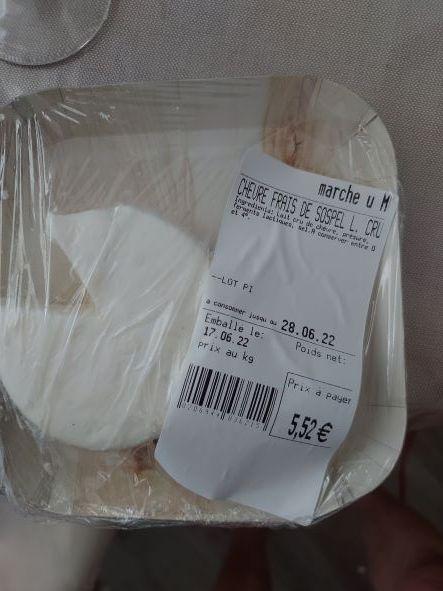 marche u M
CHEVRE FRAIS DE SOSPEL L. CRU
Ingredients: Lait cru de chèvre, présure,
ferments lactiques, sel.A conserver entre 0
et 4°
--LOT PI
a consommer jusqu au 28.06.22
Emballe le: Poids net:
17.06.22
prix au kg
Prix à payer
5,52 €